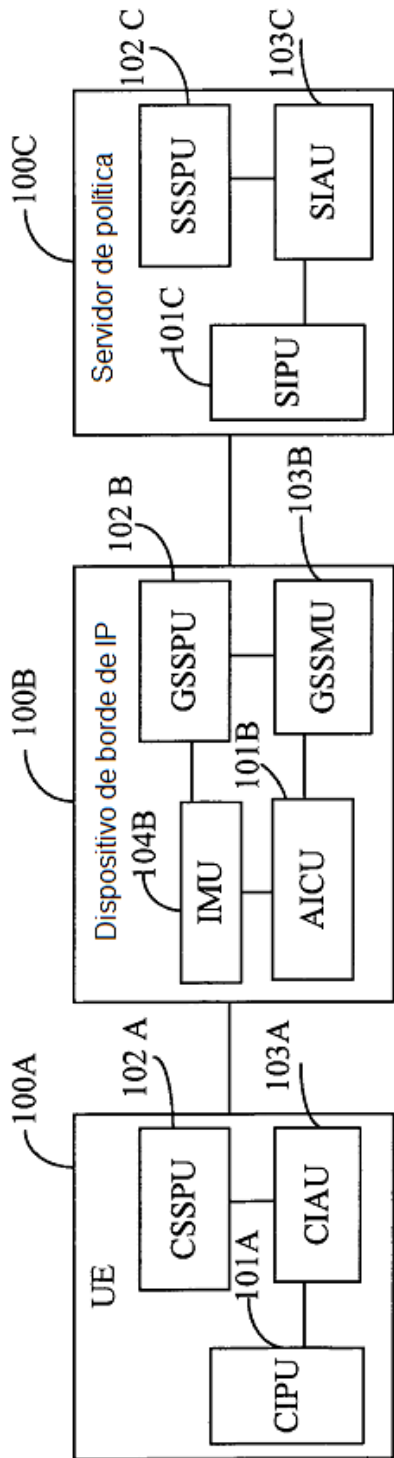 100A
UE
102 A
CSSPU
101A
CIPU
CIAU
103A
100B
Dispositivo de borde de IP
102 B
104B
GSSPU
IMU
101B
AICU
GSSMU
103B
100C
Servidor de política
102 C
101C
SSSPU
SIPU
SIAU
103C